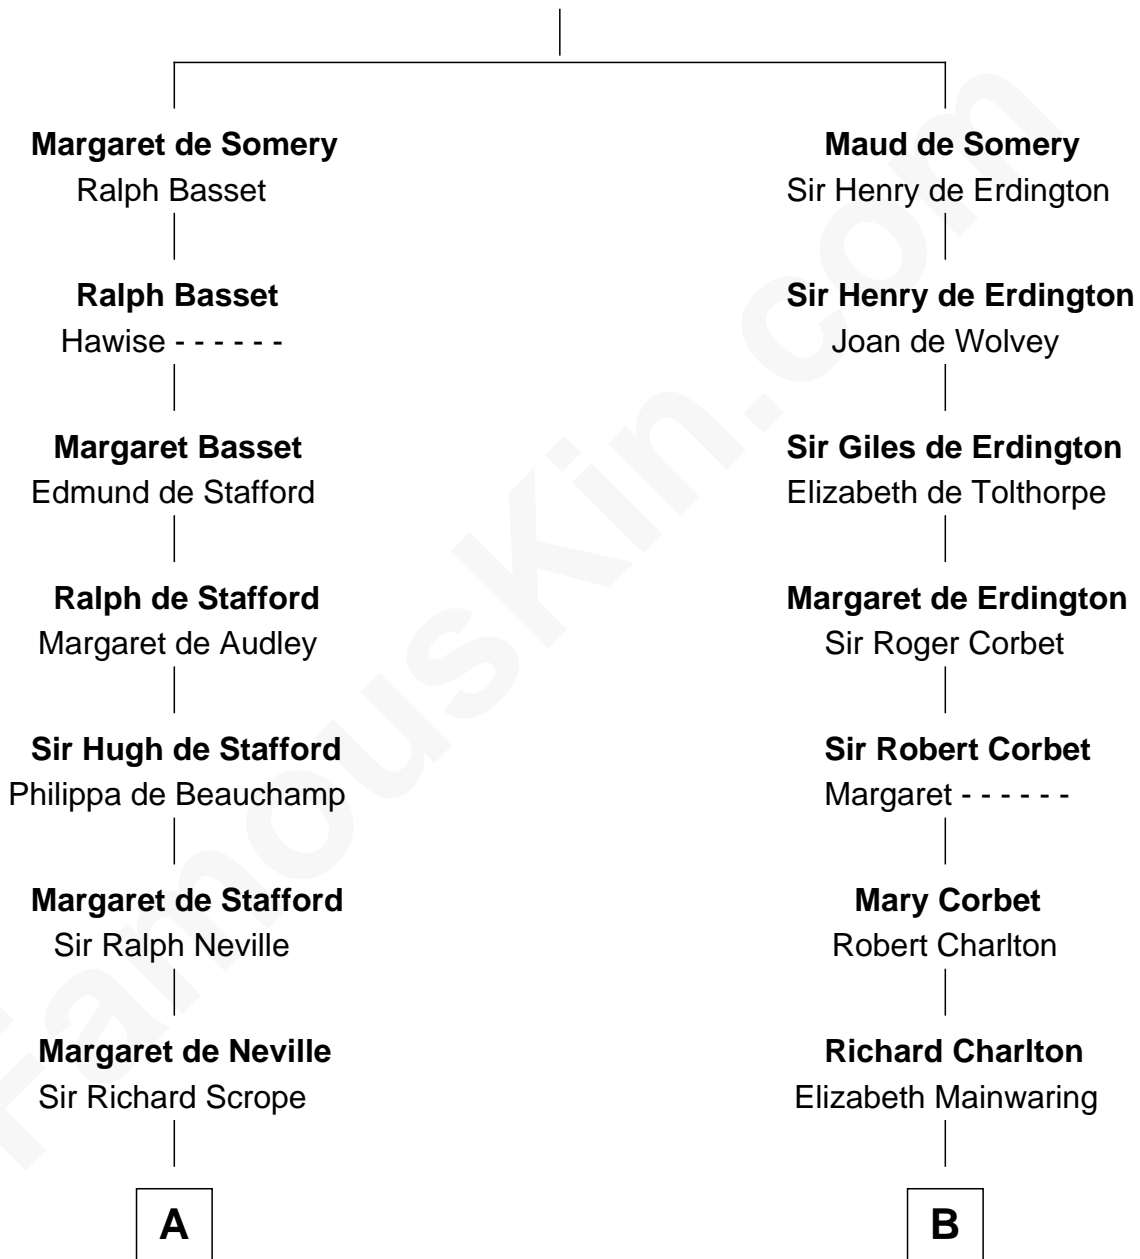 Margaret de Somery
Ralph Basset
Ralph Basset
Hawise - - - - - -
Margaret Basset
Edmund de Stafford
Ralph de Stafford
Margaret de Audley
Sir Hugh de Stafford
Philippa de Beauchamp
Margaret de Stafford
Sir Ralph Neville
Margaret de Neville
Sir Richard Scrope
A
Maud de Somery
Sir Henry de Erdington
Sir Henry de Erdington
Joan de Wolvey
Sir Giles de Erdington
Elizabeth de Tolthorpe
Margaret de Erdington
Sir Roger Corbet
Sir Robert Corbet
Margaret - - - - - -
Mary Corbet
Robert Charlton
Richard Charlton
Elizabeth Mainwaring
B
FamousKin.com